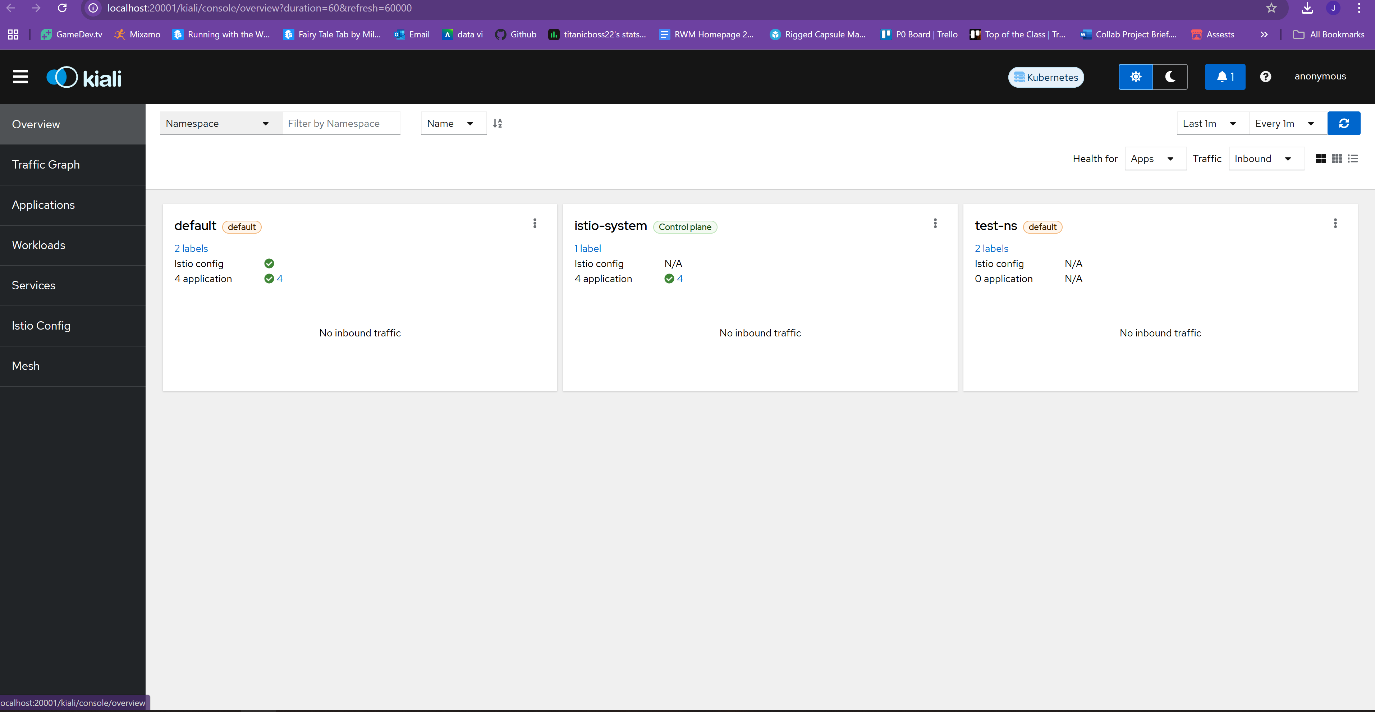 localhost:20001/kiali/console/overview?duration=60&refresh=60000
J
GameDev.tv Mixamo Running with the W... Fairy Tale Tab by Mil... Email data vi Github titanichoss22's stats... RWM Homepage 2... Rigged Capsule Ma... P0 Board | Trello Top of the Class | Tr... Collab Project Brief.... Assests » All Bookmarks
kiali Kubernetes 1 anonymous
Overview
Traffic Graph
Applications
Workloads
Services
Istio Config
Mesh
Namespace Filter by Namespace Name Last 1m Every 1m
Health for Apps Traffic Inbound
default default
2 labels
Istio config
4 application 4
No inbound traffic
istio-system Control plane
1 label
Istio config N/A
4 application 4
No inbound traffic
test-ns default
2 labels
Istio config N/A
0 application N/A
No inbound traffic
ocalhost:20001/kiali/console/overview